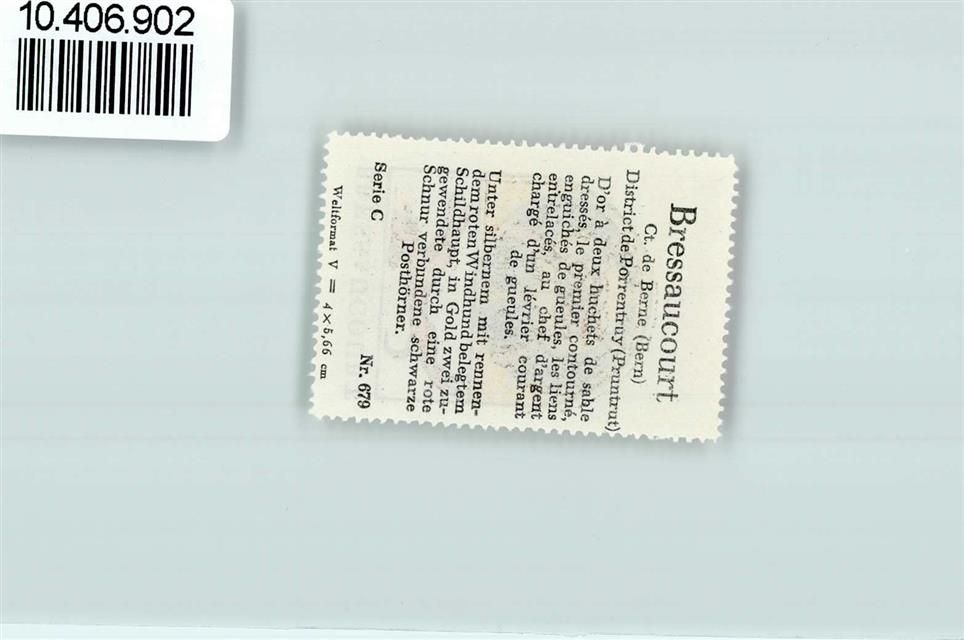 10.406.902
Bressaucourt
Ct. de Berne (Bern)
District de Porrentruy (Pruntrut)
D'or à deux huchets de sable
dressés, le premier contourné,
enguichés de gueules, les liens
entrelacés, au chef d'argent
chargé d'un lévrier courant
de gueules.
Unter silbernem mit rennen-
dem roten Windhund belegtem
Schildhaupt, in Gold zwei zu-
gewendete durch eine rote
Schnur verbundene schwarze
Posthörner.
Serie C Nr. 679
Weltformat V = 4 × 5,66 cm